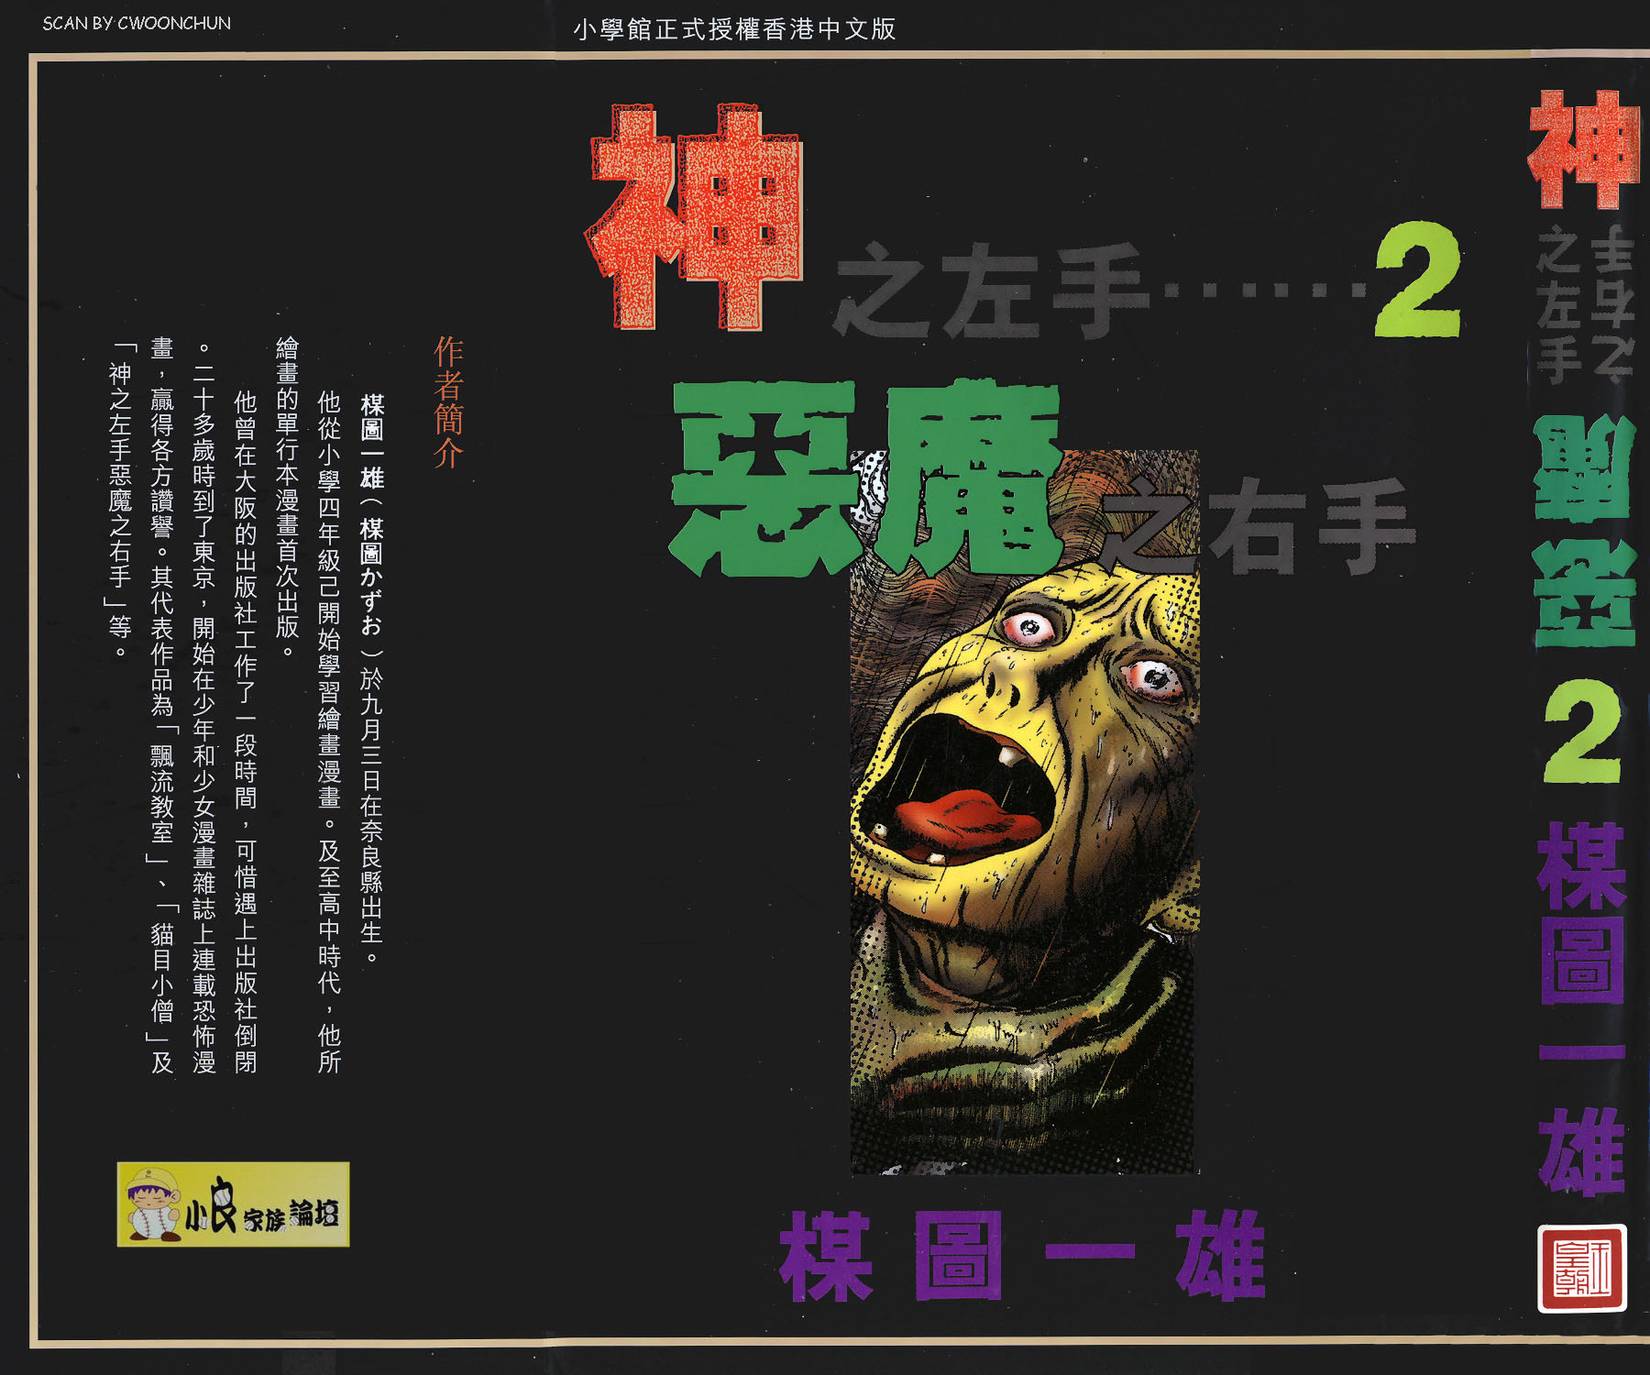 SCAN BY CWOONCHUN
小學館正式授權香港中文版
神之左手⋯⋯2
惡魔之右手
楳圖一雄
作者簡介
楳圖一雄（楳圖かずお）於九月三日在奈良縣出生。
他從小學四年級己開始學習繪畫漫畫。及至高中時代，他所
繪畫的單行本漫畫首次出版。
他曾在大阪的出版社工作了一段時間，可惜遇上出版社倒閉
。二十多歲時到了東京，開始在少年和少女漫畫雜誌上連載恐怖漫
畫，贏得各方讚譽。其代表作品為「飄流教室」、「貓目小僧」及
「神之左手惡魔之右手」等。
小良家族論壇
神
之左手
之右手
惡魔
2
楳圖一雄
玉皇朝